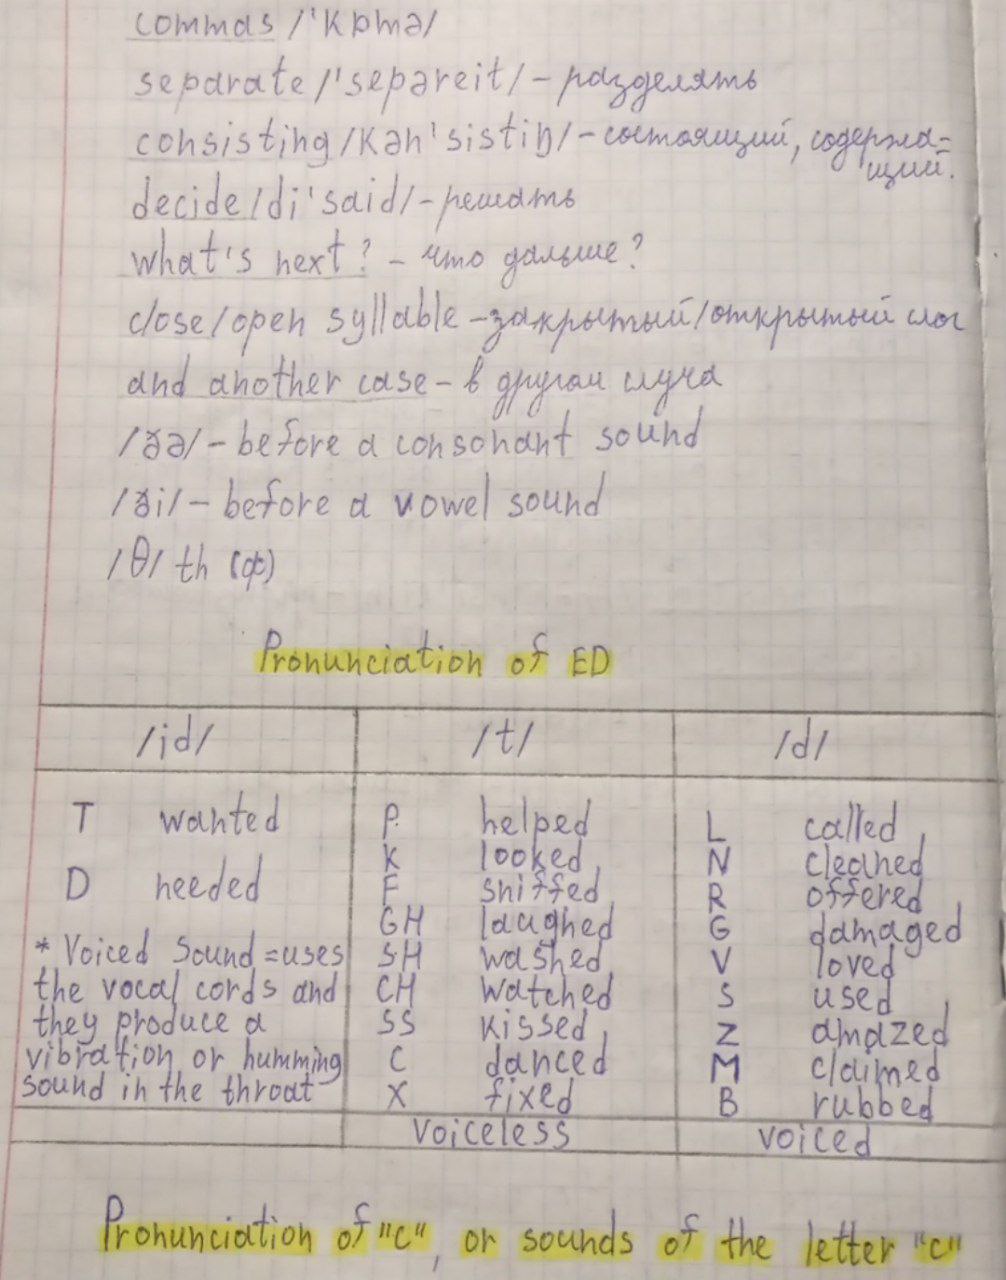 commas /'kɒmə/
separate /'sepəreit/ – разделять
consisting /kən'sistiŋ/ – состоящий, содержа=
щий.
decide /di'said/ – решать
what's next? – что дальше?
close/open syllable – закрытый/открытый слог
and another case – в другом случа
/ðə/ – before a consonant sound
/ði/ – before a vowel sound
/θ/ th (ф)
Pronunciation of ED
/id/ /t/ /d/
T wanted
D needed
* Voiced Sound = uses
the vocal cords and
they produce a
vibration or humming
sound in the throat
P. helped
K looked,
F sniffed,
GH laughed,
SH washed,
CH watched
SS kissed,
C danced
X fixed
voiceless
L called,
N cleaned
R offered,
G damaged
V loved
S used,
Z amazed
M claimed
B rubbed
voiced
Pronunciation of "c", or sounds of the letter "c"